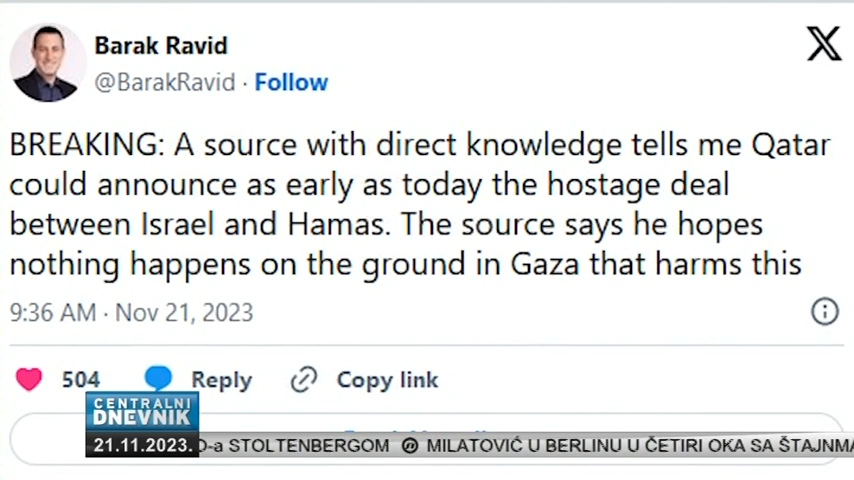 Barak Ravid
@BarakRavid · Follow
BREAKING: A source with direct knowledge tells me Qatar
could announce as early as today the hostage deal
between Israel and Hamas. The source says he hopes
nothing happens on the ground in Gaza that harms this
9:36 AM · Nov 21, 2023
504 Reply Copy link
CENTRALNI
DNEVNIK
21.11.2023. O-a STOLTENBERGOM MILATOVIĆ U BERLINU U ČETIRI OKA SA ŠTAJNMA